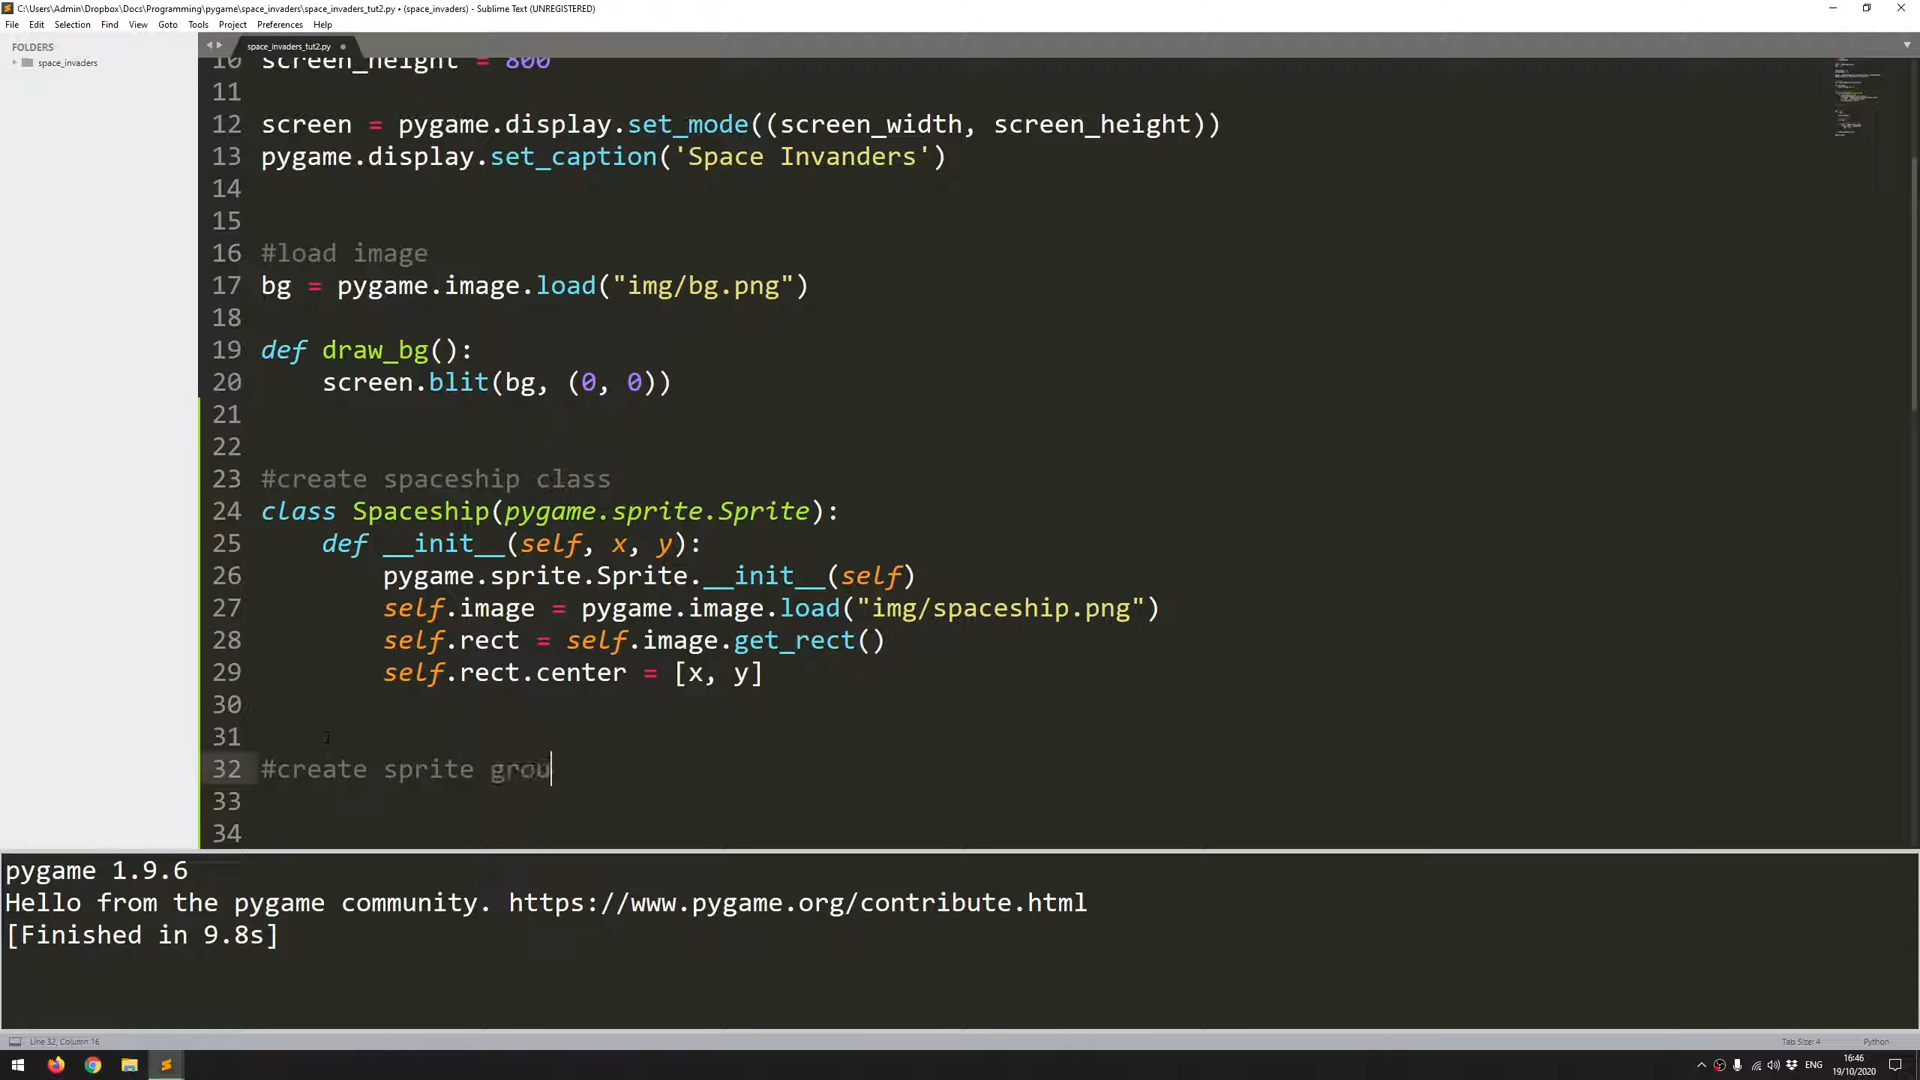 C:\Users\Admin\Dropbox\Docs\Programming\pygame\space_invaders\space_invaders_tut2.py • (space_invaders) - Sublime Text (UNREGISTERED)
File Edit Selection Find View Goto Tools Project Preferences Help
FOLDERS
space_invaders
space_invaders_tut2.py
10 screen_height = 800
11
12 screen = pygame.display.set_mode((screen_width, screen_height))
13 pygame.display.set_caption('Space Invanders')
14
15
16 #load image
17 bg = pygame.image.load("img/bg.png")
18
19 def draw_bg():
20 screen.blit(bg, (0, 0))
21
22
23 #create spaceship class
24 class Spaceship(pygame.sprite.Sprite):
25 def __init__(self, x, y):
26 pygame.sprite.Sprite.__init__(self)
27 self.image = pygame.image.load("img/spaceship.png")
28 self.rect = self.image.get_rect()
29 self.rect.center = [x, y]
30
31
32 #create sprite grou
33
34
pygame 1.9.6
Hello from the pygame community. https://www.pygame.org/contribute.html
[Finished in 9.8s]
Line 32, Column 16
Tab Size: 4 Python
ENG
16:46
19/10/2020